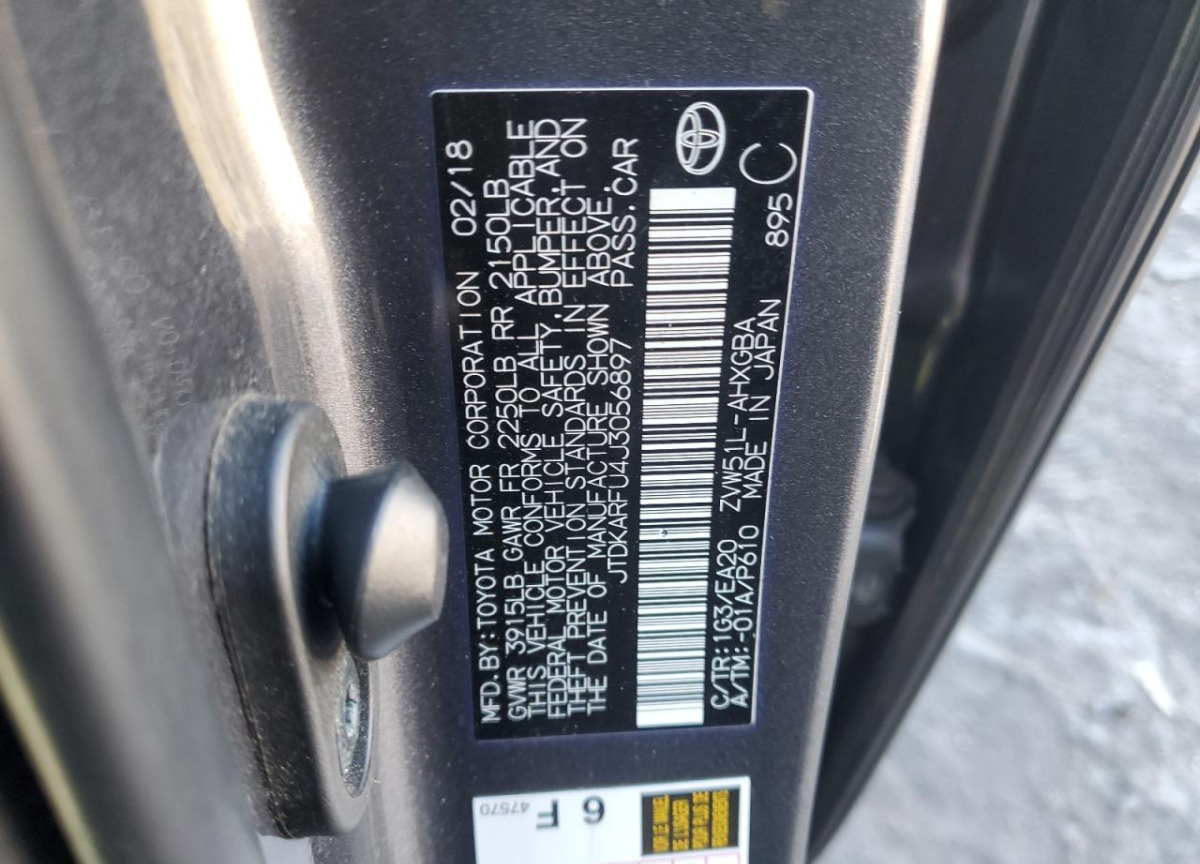 MFD.BY:TOYOTA MOTOR CORPORATION 02/18
GVWR 3915LB GAWR FR 2250LB RR 2150LB
THIS VEHICLE CONFORMS TO ALL APPLICABLE
FEDERAL MOTOR VEHICLE SAFETY, BUMPER, AND
THEFT PREVENTION STANDARDS IN EFFECT ON
THE DATE OF MANUFACTURE SHOWN ABOVE.
JTDKARFU4J3056897 PASS.CAR
C/TR:1G3/EA20 ZVW51L-AHXGBA
A/TM:-01A/P610 MADE IN JAPAN
895 C
6 F
47570